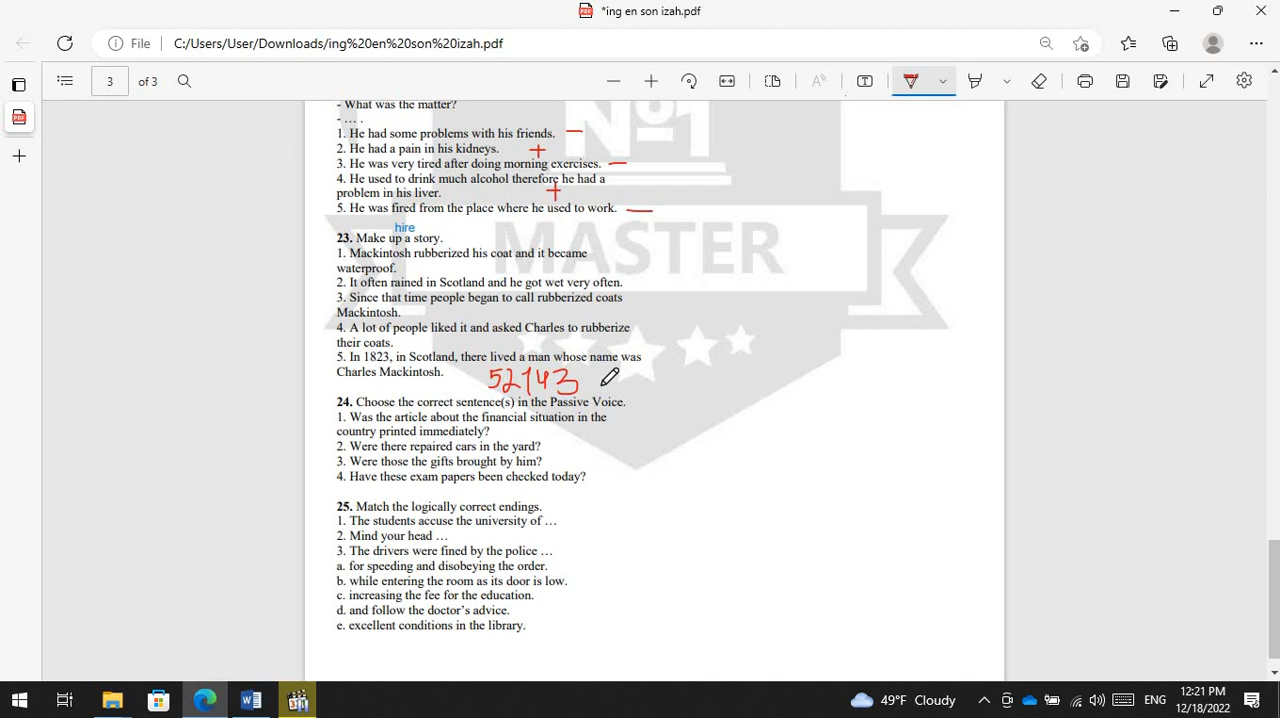 *ing en son izah.pdf
File
C:/Users/User/Downloads/ing%20en%20son%20izah.pdf
3 of 3
- What was the matter?
- … .
1. He had some problems with his friends. —
2. He had a pain in his kidneys. +
3. He was very tired after doing morning exercises. —
4. He used to drink much alcohol therefore he had a
problem in his liver. +
5. He was fired from the place where he used to work. —
hire
23. Make up a story.
1. Mackintosh rubberized his coat and it became
waterproof.
2. It often rained in Scotland and he got wet very often.
3. Since that time people began to call rubberized coats
Mackintosh.
4. A lot of people liked it and asked Charles to rubberize
their coats.
5. In 1823, in Scotland, there lived a man whose name was
Charles Mackintosh.
52143
24. Choose the correct sentence(s) in the Passive Voice.
1. Was the article about the financial situation in the
country printed immediately?
2. Were there repaired cars in the yard?
3. Were those the gifts brought by him?
4. Have these exam papers been checked today?
25. Match the logically correct endings.
1. The students accuse the university of …
2. Mind your head …
3. The drivers were fined by the police …
a. for speeding and disobeying the order.
b. while entering the room as its door is low.
c. increasing the fee for the education.
d. and follow the doctor’s advice.
e. excellent conditions in the library.
№1
MASTER
49°F Cloudy
ENG
12:21 PM
12/18/2022